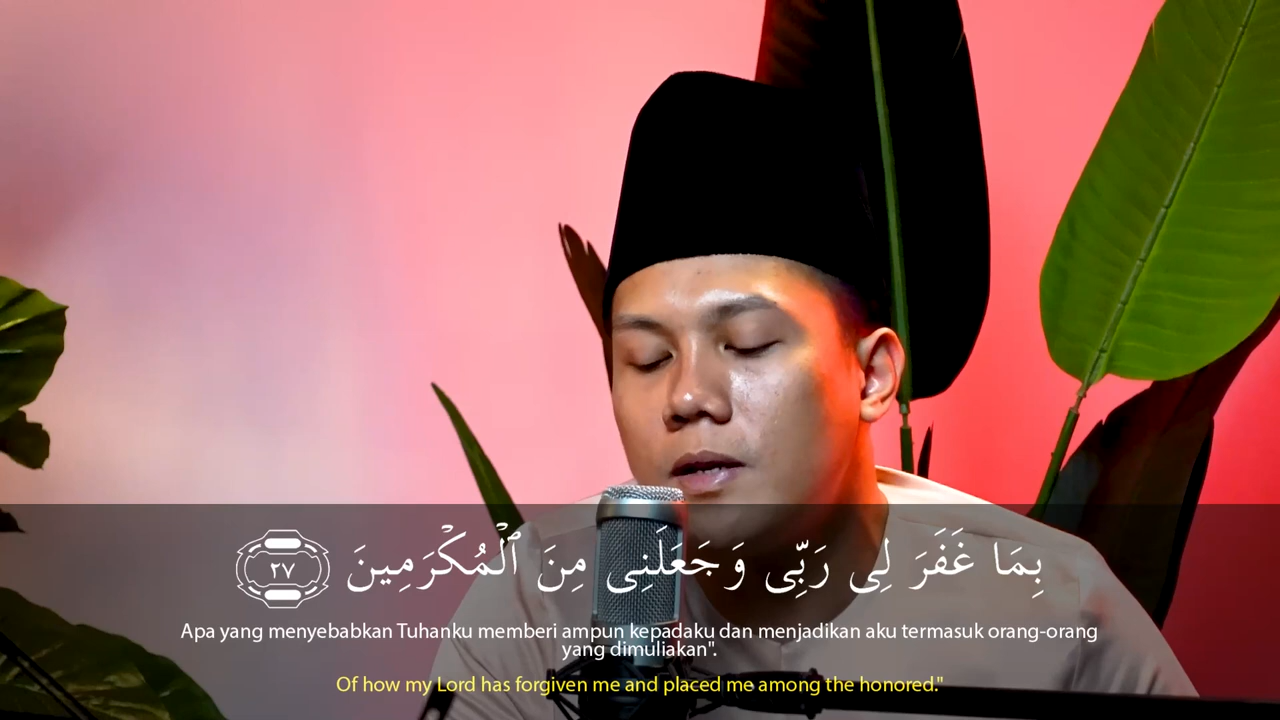 بِمَا غَفَرَ لِى رَبِّى وَجَعَلَنِى مِنَ ٱلْمُكْرَمِينَ ٢٧
Apa yang menyebabkan Tuhanku memberi ampun kepadaku dan menjadikan aku termasuk orang-orang
yang dimuliakan".
Of how my Lord has forgiven me and placed me among the honored."